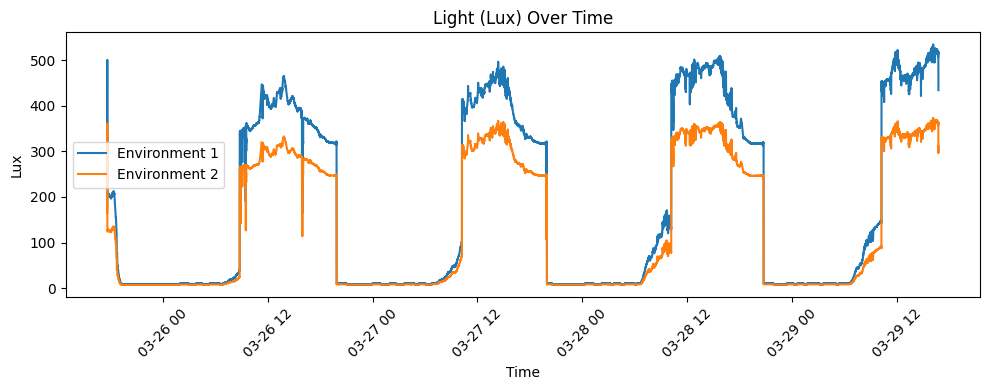 Light (Lux) Over Time
Lux
500
400
300
200
100
0
Environment 1
Environment 2
03-26 00
03-26 12
03-27 00
03-27 12
03-28 00
03-28 12
03-29 00
03-29 12
Time